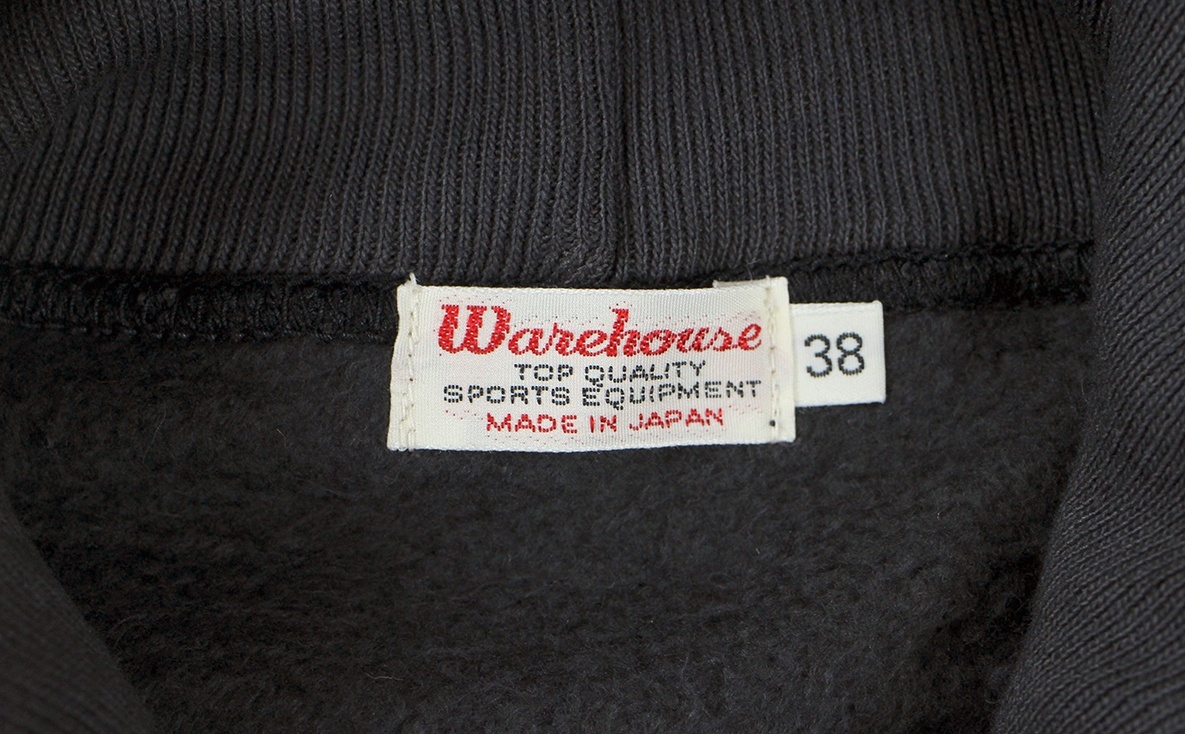 Warehouse
TOP QUALITY
SPORTS EQUIPMENT
MADE IN JAPAN
38